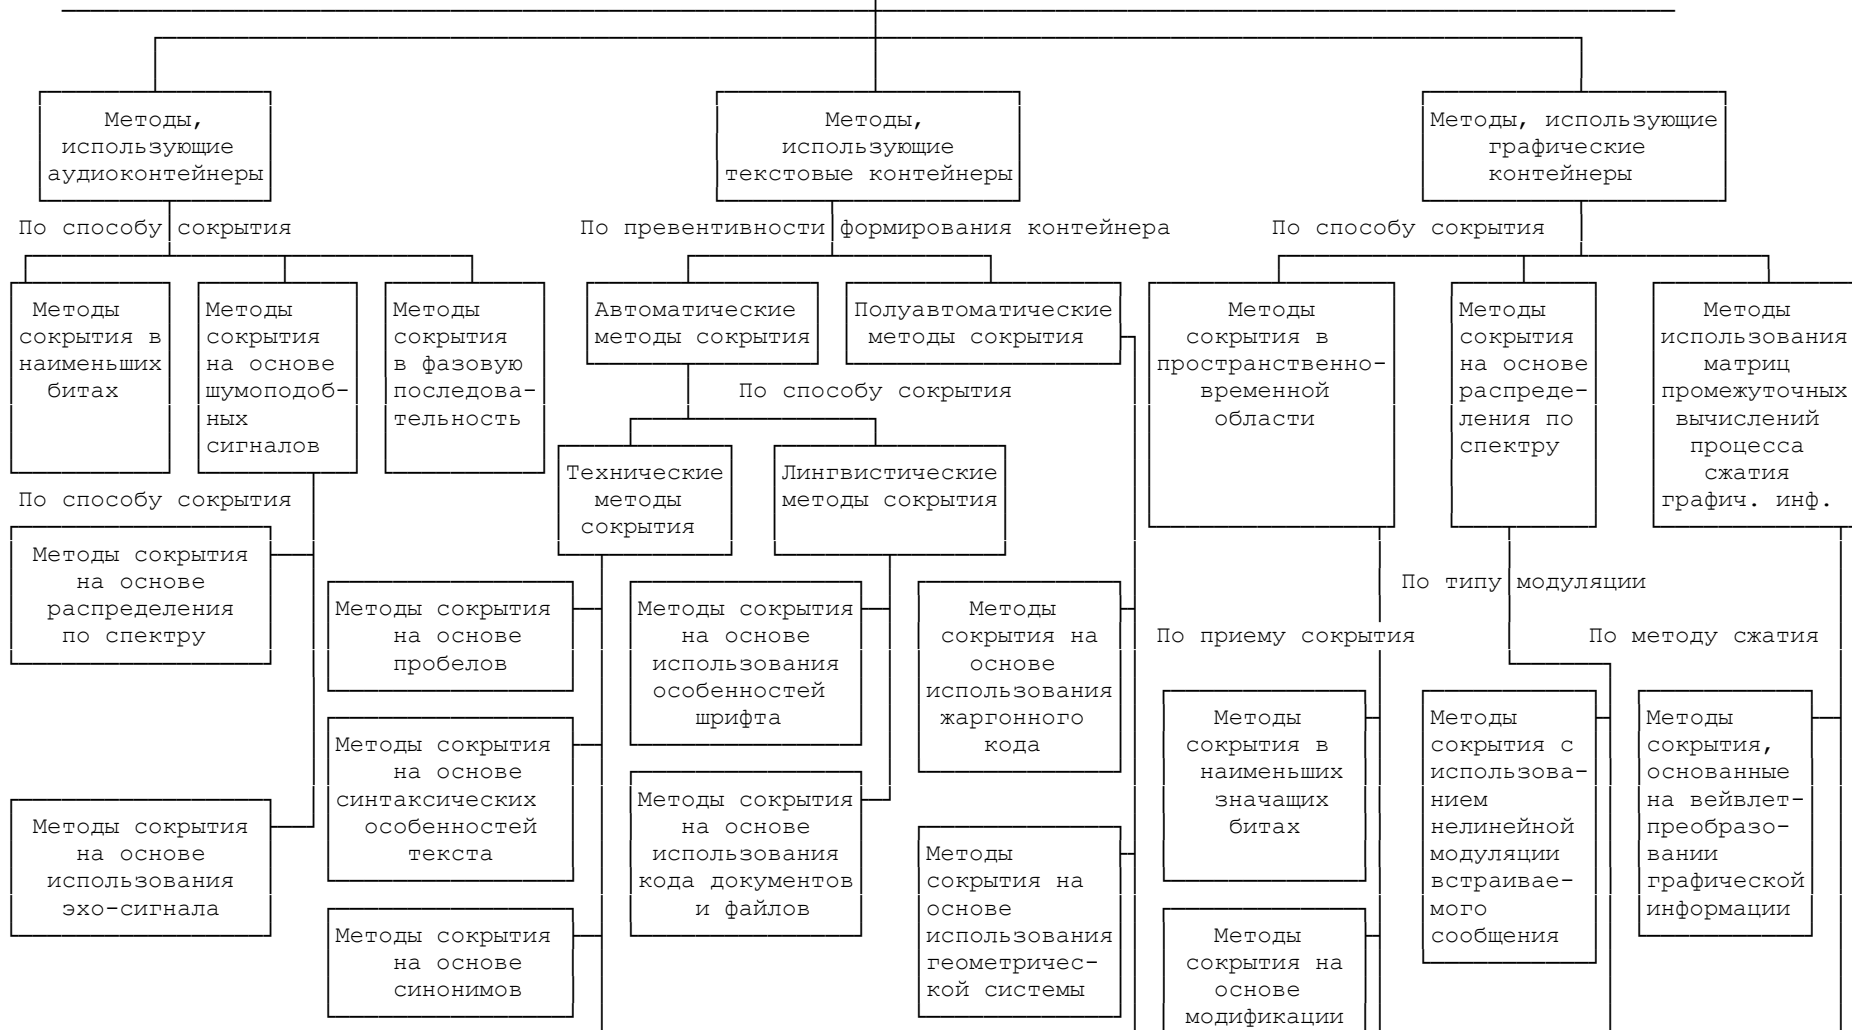 Методы,
использующие
аудиоконтейнеры
Методы,
использующие
текстовые контейнеры
Методы, использующие
графические
контейнеры
По способу сокрытия
По превентивности формирования контейнера
По способу сокрытия
Методы
сокрытия в
наименьших
битах
Методы
сокрытия
на основе
шумоподоб-
ных
сигналов
Методы
сокрытия
в фазовую
последова-
тельность
Автоматические
методы сокрытия
Полуавтоматические
методы сокрытия
Методы
сокрытия в
пространственно-
временной
области
Методы
сокрытия
на основе
распреде-
ления по
спектру
Методы
использования
матриц
промежуточных
вычислений
процесса
сжатия
графич. инф.
По способу сокрытия
Технические
методы
сокрытия
Лингвистические
методы сокрытия
По способу сокрытия
Методы сокрытия
на основе
распределения
по спектру
Методы сокрытия
на основе
использования
эхо-сигнала
Методы сокрытия
на основе
пробелов
Методы сокрытия
на основе
синтаксических
особенностей
текста
Методы сокрытия
на основе
синонимов
Методы сокрытия
на основе
использования
особенностей
шрифта
Методы сокрытия
на основе
использования
кода документов
и файлов
Методы
сокрытия на
основе
использования
жаргонного
кода
Методы
сокрытия на
основе
использования
геометричес-
кой системы
По типу модуляции
По приему сокрытия
По методу сжатия
Методы
сокрытия в
наименьших
значащих
битах
Методы
сокрытия на
основе
модификации
Методы
сокрытия с
использова-
нием
нелинейной
модуляции
встраивае-
мого
сообщения
Методы
сокрытия,
основанные
на вейвлет-
преобразо-
вании
графической
информации